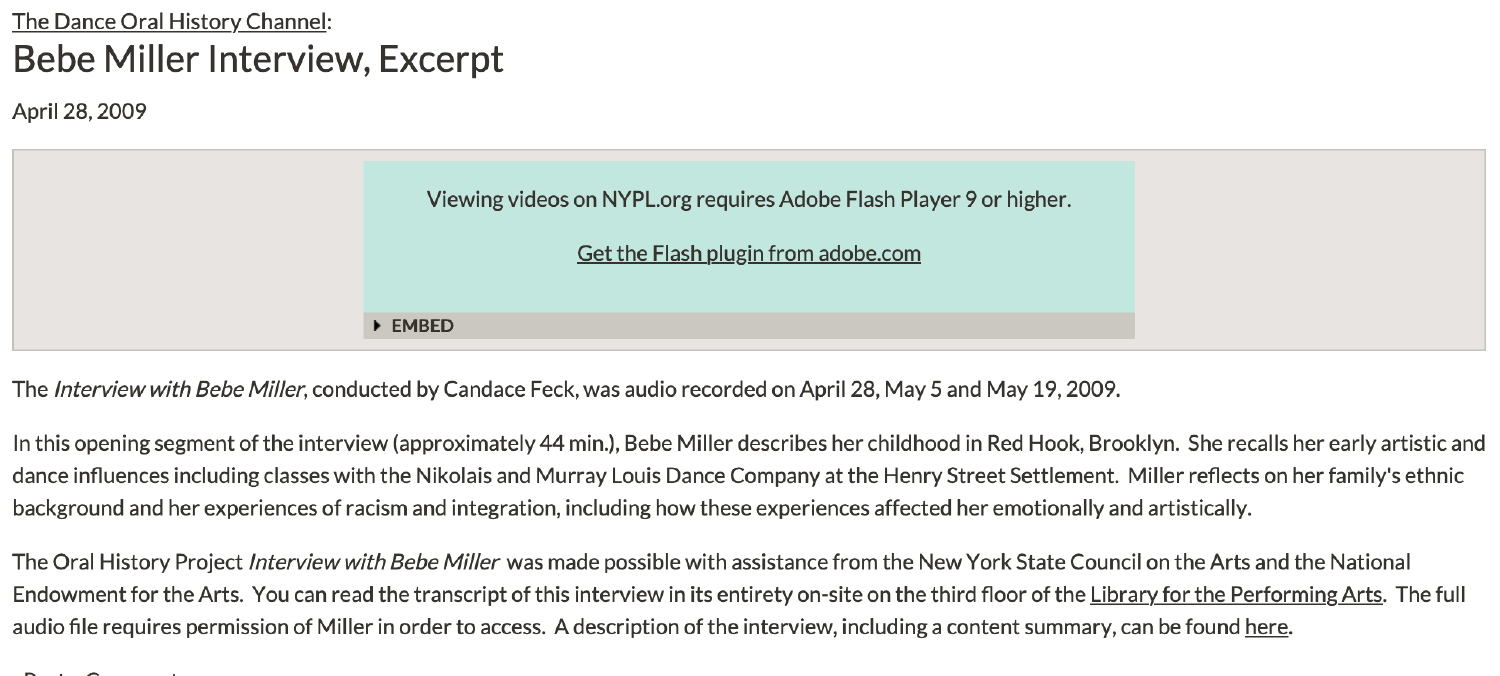 The Dance Oral History Channel:
Bebe Miller Interview, Excerpt
April 28, 2009
Viewing videos on NYPL.org requires Adobe Flash Player 9 or higher.
Get the Flash plugin from adobe.com
EMBED
The Interview with Bebe Miller, conducted by Candace Feck, was audio recorded on April 28, May 5 and May 19, 2009.
In this opening segment of the interview (approximately 44 min.), Bebe Miller describes her childhood in Red Hook, Brooklyn.  She recalls her early artistic and
dance influences including classes with the Nikolais and Murray Louis Dance Company at the Henry Street Settlement.  Miller reflects on her family's ethnic
background and her experiences of racism and integration, including how these experiences affected her emotionally and artistically.
The Oral History Project Interview with Bebe Miller  was made possible with assistance from the New York State Council on the Arts and the National
Endowment for the Arts.  You can read the transcript of this interview in its entirety on-site on the third floor of the Library for the Performing Arts.  The full
audio file requires permission of Miller in order to access.  A description of the interview, including a content summary, can be found here.